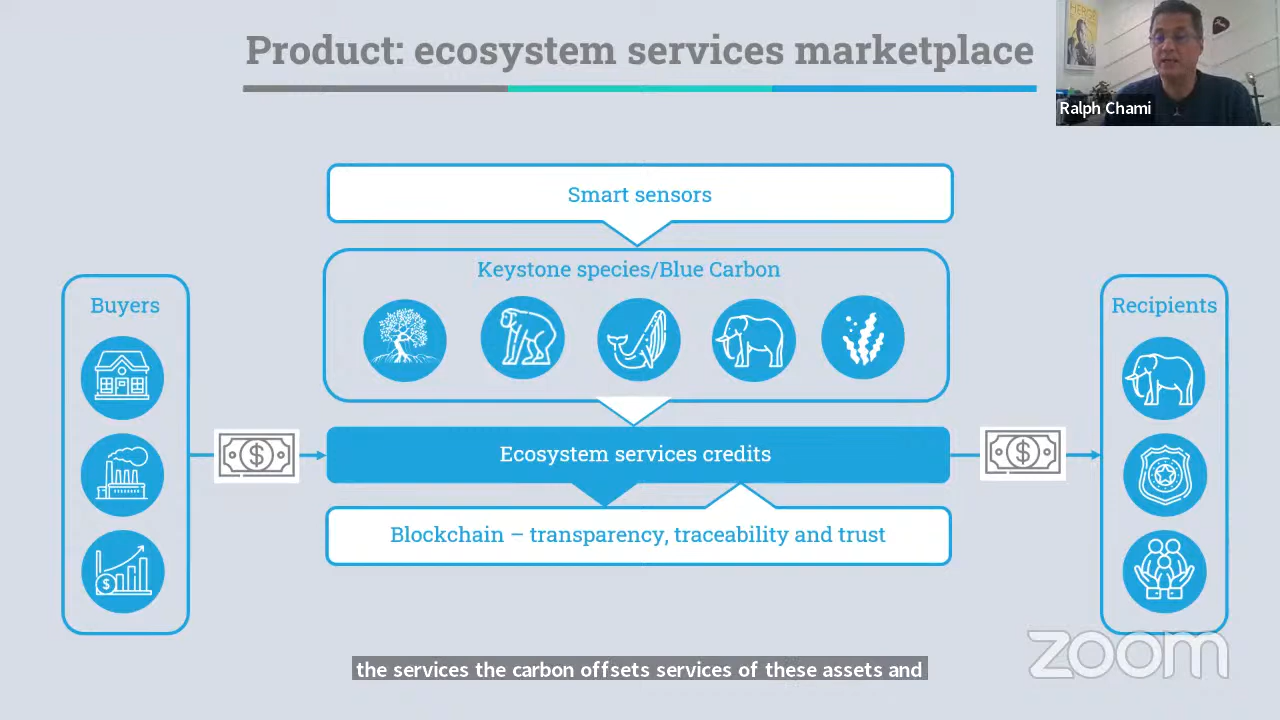 Product: ecosystem services marketplace
HERGÉ
Ralph Chami
Smart sensors
Keystone species/Blue Carbon
Buyers
Recipients
Ecosystem services credits
Blockchain – transparency, traceability and trust
zoom
the services the carbon offsets services of these assets and